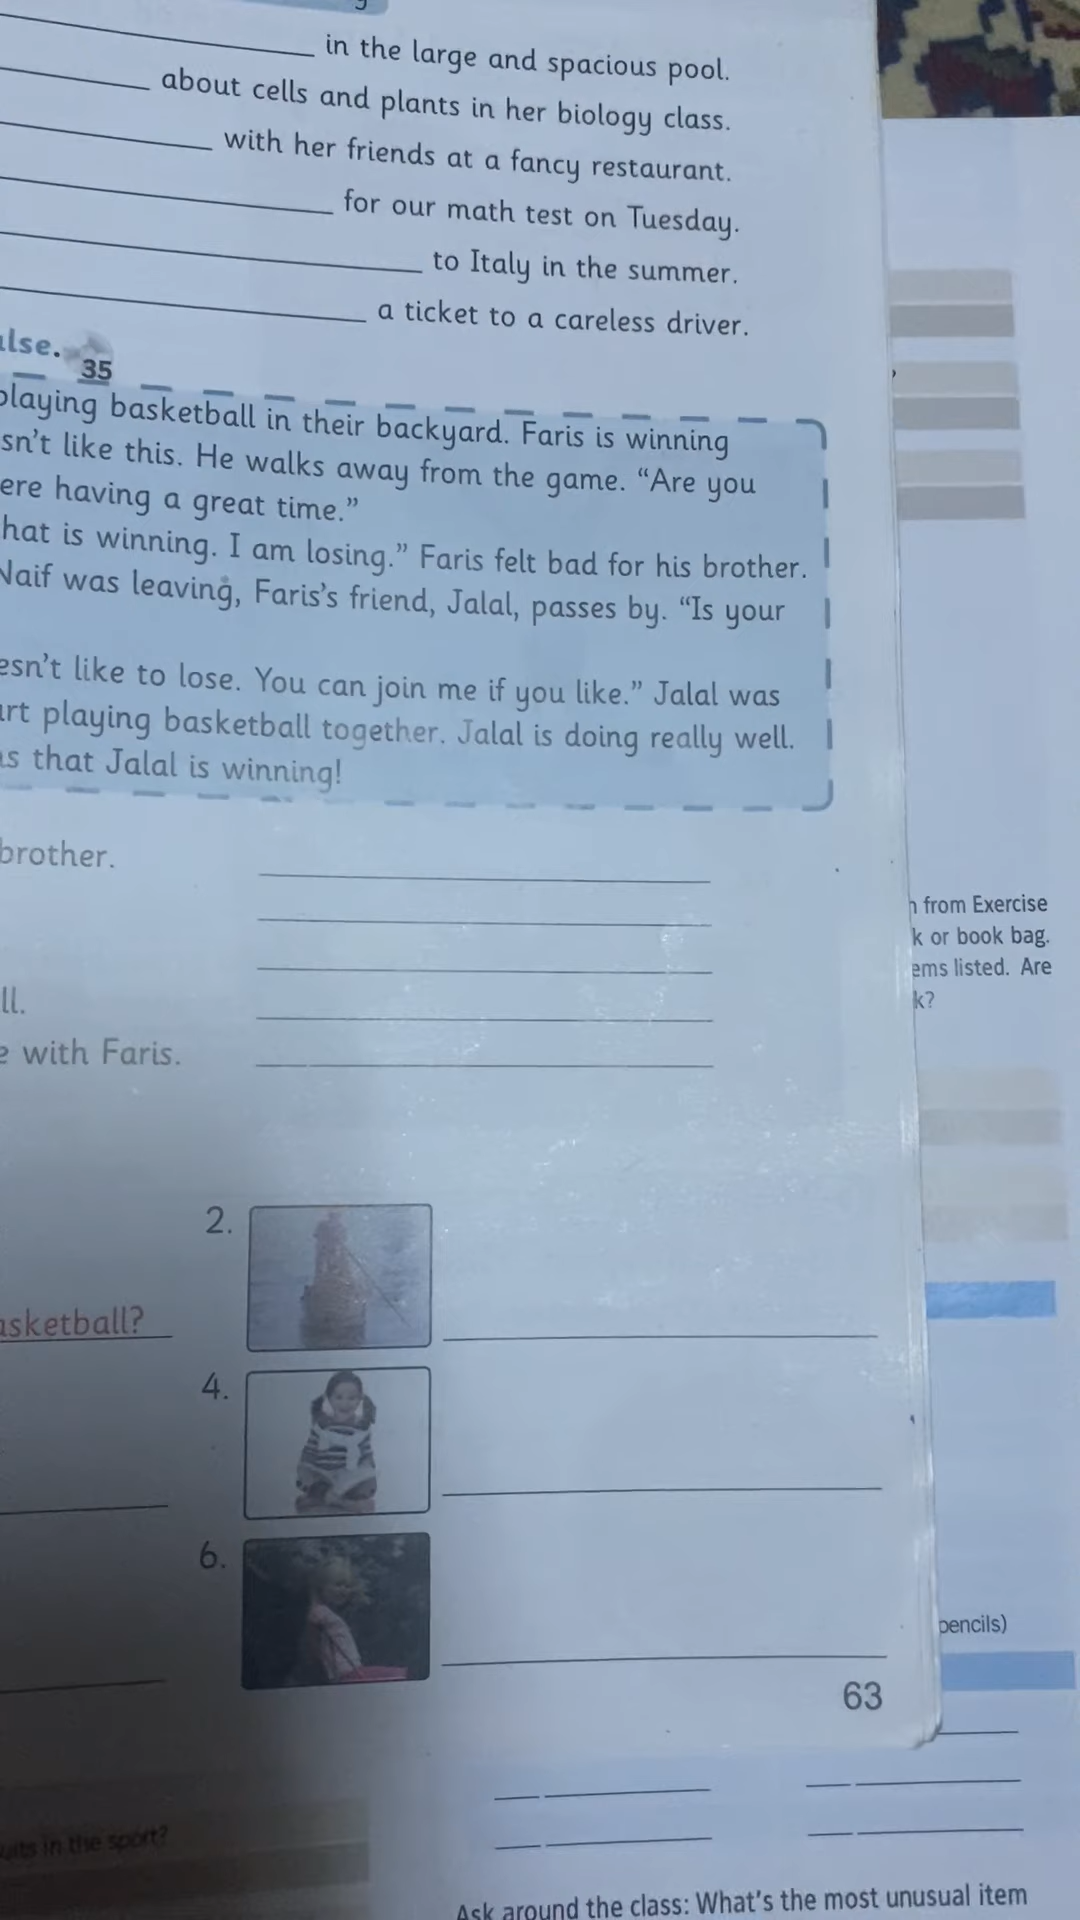 in the large and spacious pool.
about cells and plants in her biology class.
with her friends at a fancy restaurant.
for our math test on Tuesday.
to Italy in the summer.
a ticket to a careless driver.
alse.
35
playing basketball in their backyard. Faris is winning
sn't like this. He walks away from the game. "Are you
ere having a great time."
hat is winning. I am losing." Faris felt bad for his brother.
Naif was leaving, Faris's friend, Jalal, passes by. "Is your
esn't like to lose. You can join me if you like." Jalal was
art playing basketball together. Jalal is doing really well.
as that Jalal is winning!
brother.
ll.
e with Faris.
2.
asketball?
4.
6.
63
n from Exercise
k or book bag.
ems listed. Are
k?
pencils)
in the sport?
Ask around the class: What's the most unusual item